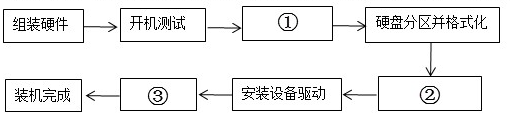 组装硬件
开机测试
①
硬盘分区并格式化
②
安装设备驱动
③
装机完成